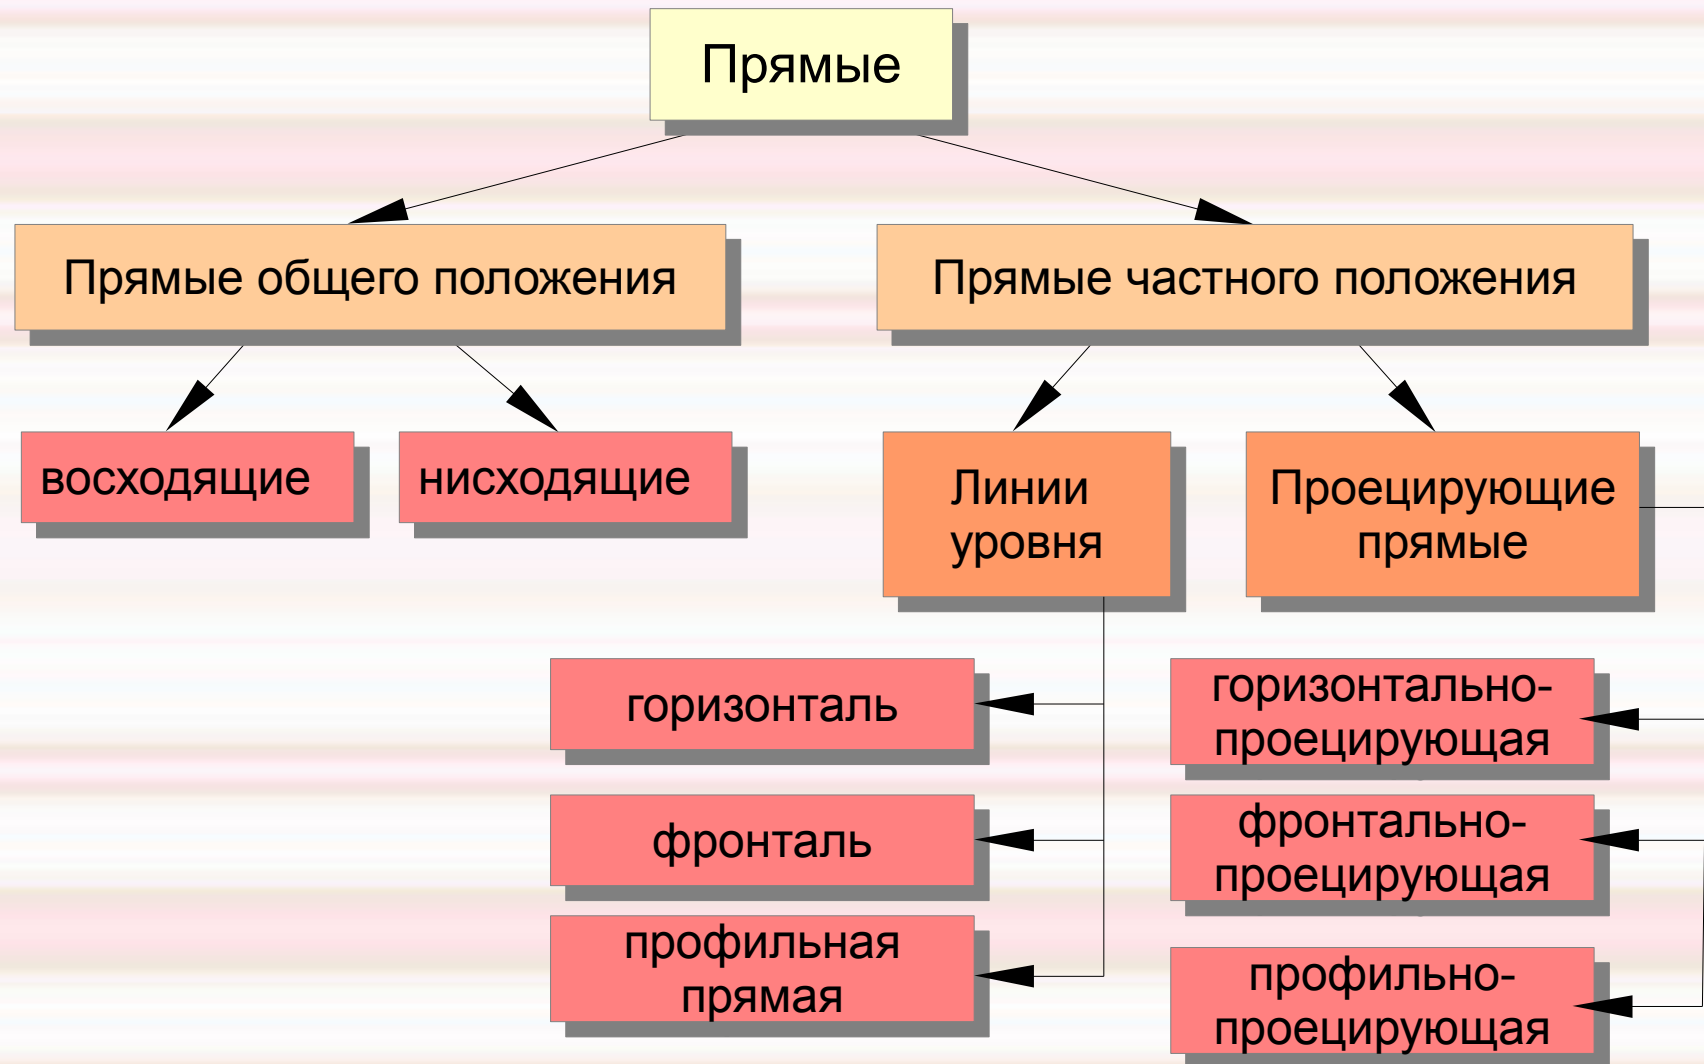 Прямые
Прямые общего положения
Прямые частного положения
восходящие
нисходящие
Линии
уровня
Проецирующие
прямые
горизонталь
фронталь
профильная
прямая
горизонтально-
проецирующая
фронтально-
проецирующая
профильно-
проецирующая